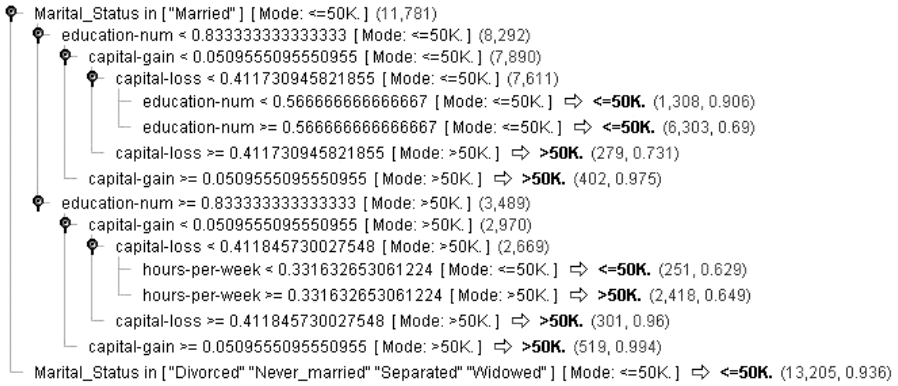 Marital_Status in ["Married"] [Mode: <=50K.] (11,781)
education-num < 0.833333333333333 [Mode: <=50K.] (8,292)
capital-gain < 0.0509555095550955 [Mode: <=50K.] (7,890)
capital-loss < 0.411730945821855 [Mode: <=50K.] (7,611)
education-num < 0.566666666666667 [Mode: <=50K.] ⇨ <=50K. (1,308, 0.906)
education-num >= 0.566666666666667 [Mode: <=50K.] ⇨ <=50K. (6,303, 0.69)
capital-loss >= 0.411730945821855 [Mode: >50K.] ⇨ >50K. (279, 0.731)
capital-gain >= 0.0509555095550955 [Mode: >50K.] ⇨ >50K. (402, 0.975)
education-num >= 0.833333333333333 [Mode: >50K.] (3,489)
capital-gain < 0.0509555095550955 [Mode: >50K.] (2,970)
capital-loss < 0.411845730027548 [Mode: >50K.] (2,669)
hours-per-week < 0.331632653061224 [Mode: <=50K.] ⇨ <=50K. (251, 0.629)
hours-per-week >= 0.331632653061224 [Mode: >50K.] ⇨ >50K. (2,418, 0.649)
capital-loss >= 0.411845730027548 [Mode: >50K.] ⇨ >50K. (301, 0.96)
capital-gain >= 0.0509555095550955 [Mode: >50K.] ⇨ >50K. (519, 0.994)
Marital_Status in ["Divorced" "Never_married" "Separated" "Widowed"] [Mode: <=50K.] ⇨ <=50K. (13,205, 0.936)